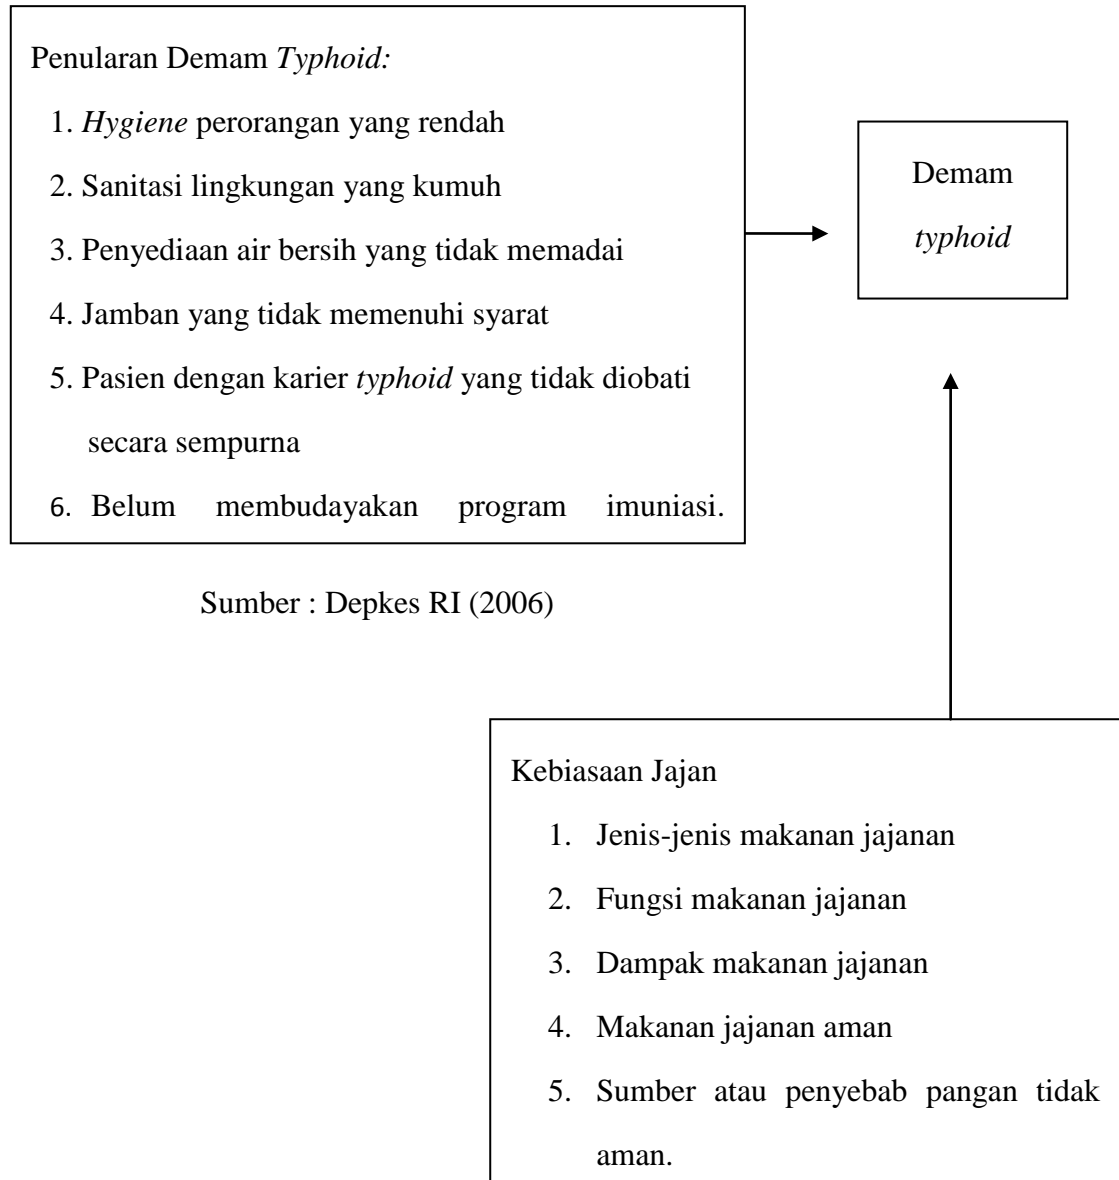 Penularan Demam Typhoid:
1. Hygiene perorangan yang rendah
2. Sanitasi lingkungan yang kumuh
3. Penyediaan air bersih yang tidak memadai
4. Jamban yang tidak memenuhi syarat
5. Pasien dengan karier typhoid yang tidak diobati
secara sempurna
6. Belum membudayakan program imuniasi.
Demam
typhoid
Sumber : Depkes RI (2006)
Kebiasaan Jajan
1. Jenis-jenis makanan jajanan
2. Fungsi makanan jajanan
3. Dampak makanan jajanan
4. Makanan jajanan aman
5. Sumber atau penyebab pangan tidak
aman.